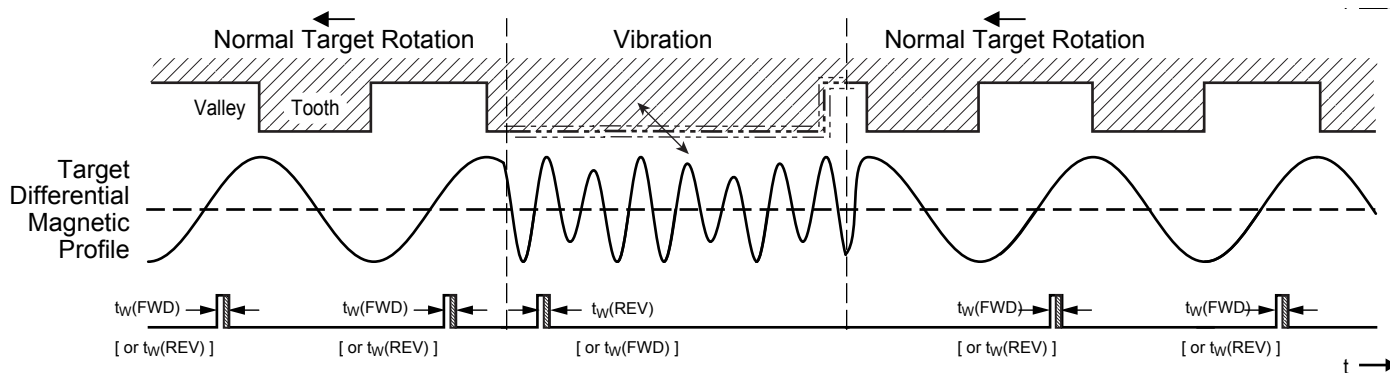 Normal Target Rotation
Vibration
Normal Target Rotation
Valley
Tooth
Target
Differential
Magnetic
Profile
tW(FWD)
tW(FWD)
tW(REV)
tW(FWD)
tW(FWD)
[ or tW(REV) ]
[ or tW(REV) ]
[ or tW(FWD) ]
[ or tW(REV) ]
[ or tW(REV) ]
t